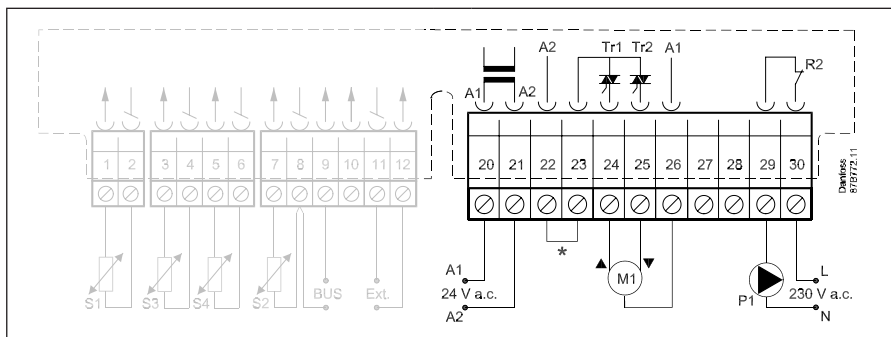 A2 Tr1 Tr2 A1
R2
A1 A2
1 2 3 4 5 6 7 8 9 10 11 12
20 21 22 23 24 25 26 27 28 29 30
Danfoss
87B772.11
*
A1 M1 L
S1 S3 S4 S2 BUS Ext. 24 V a.c. P1 230 V a.c.
A2 N